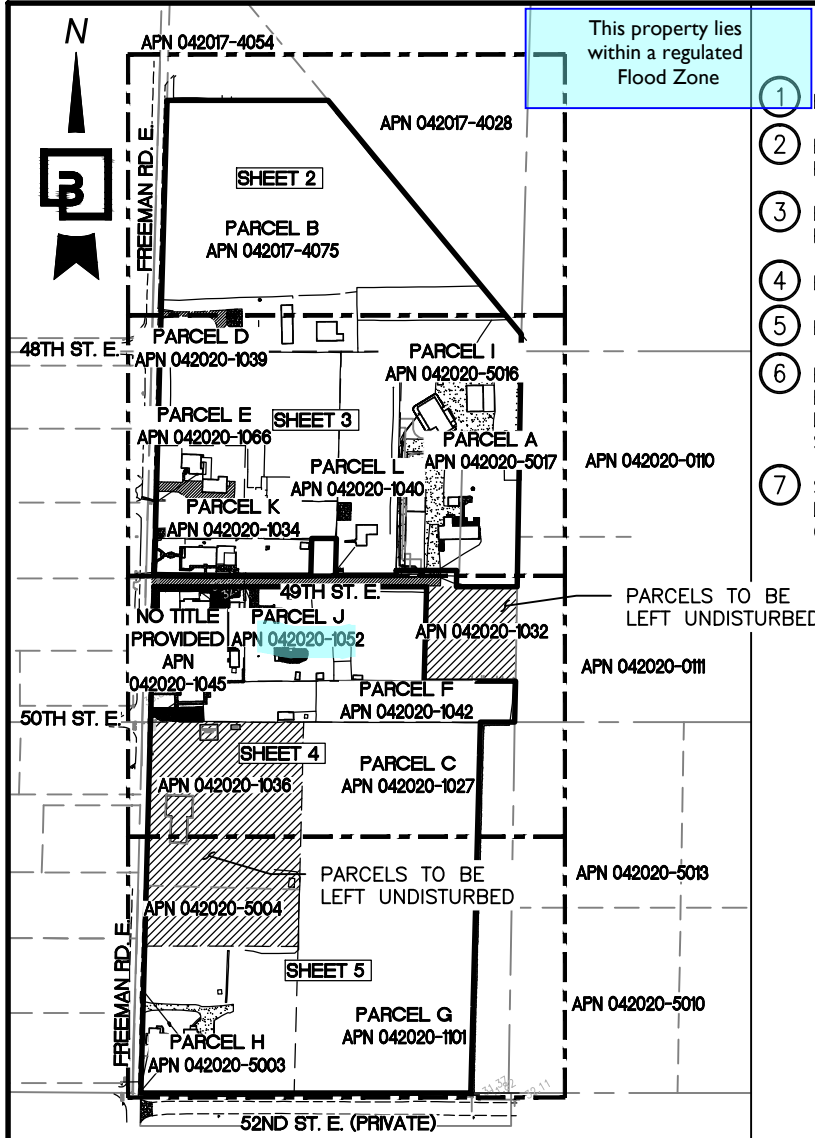 This property lies
within a regulated
Flood Zone
N
B
APN 042017-4054
APN 042017-4028
FREEMAN RD. E.
SHEET 2
PARCEL B
APN 042017-4075
48TH ST. E.
PARCEL D
APN 042020-1039
PARCEL I
APN 042020-5016
PARCEL E
APN 042020-1066
SHEET 3
PARCEL A
APN 042020-5017
PARCEL L
APN 042020-1040
APN 042020-0110
PARCEL K
APN 042020-1034
49TH ST. E.
PARCELS TO BE
LEFT UNDISTURBED
NO TITLE
PROVIDED
APN
042020-1045
PARCEL J
APN 042020-1052
APN 042020-1032
APN 042020-0111
PARCEL F
APN 042020-1042
50TH ST. E.
SHEET 4
PARCEL C
APN 042020-1027
APN 042020-1036
PARCELS TO BE
LEFT UNDISTURBED
APN 042020-5013
APN 042020-5004
FREEMAN RD. E.
SHEET 5
PARCEL G
APN 042020-1101
APN 042020-5010
PARCEL H
APN 042020-5003
52ND ST. E. (PRIVATE)
1
2
3
4
5
6
7